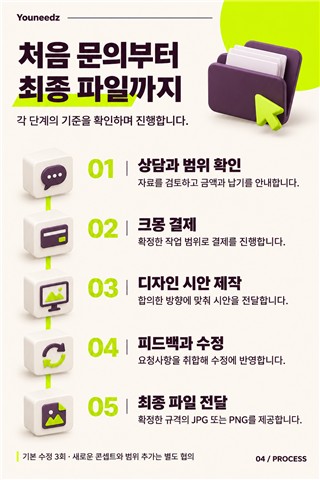 Youneedz
처음 문의부터
최종 파일까지
각 단계의 기준을 확인하며 진행합니다.
01 상담과 범위 확인
자료를 검토하고 금액과 납기를 안내합니다.
02 크몽 결제
확정한 작업 범위로 결제를 진행합니다.
03 디자인 시안 제작
합의한 방향에 맞춰 시안을 전달합니다.
04 피드백과 수정
요청사항을 취합해 수정에 반영합니다.
05 최종 파일 전달
확정한 규격의 JPG 또는 PNG를 제공합니다.
기본 수정 3회 · 새로운 콘셉트와 범위 추가는 별도 협의
04 / PROCESS